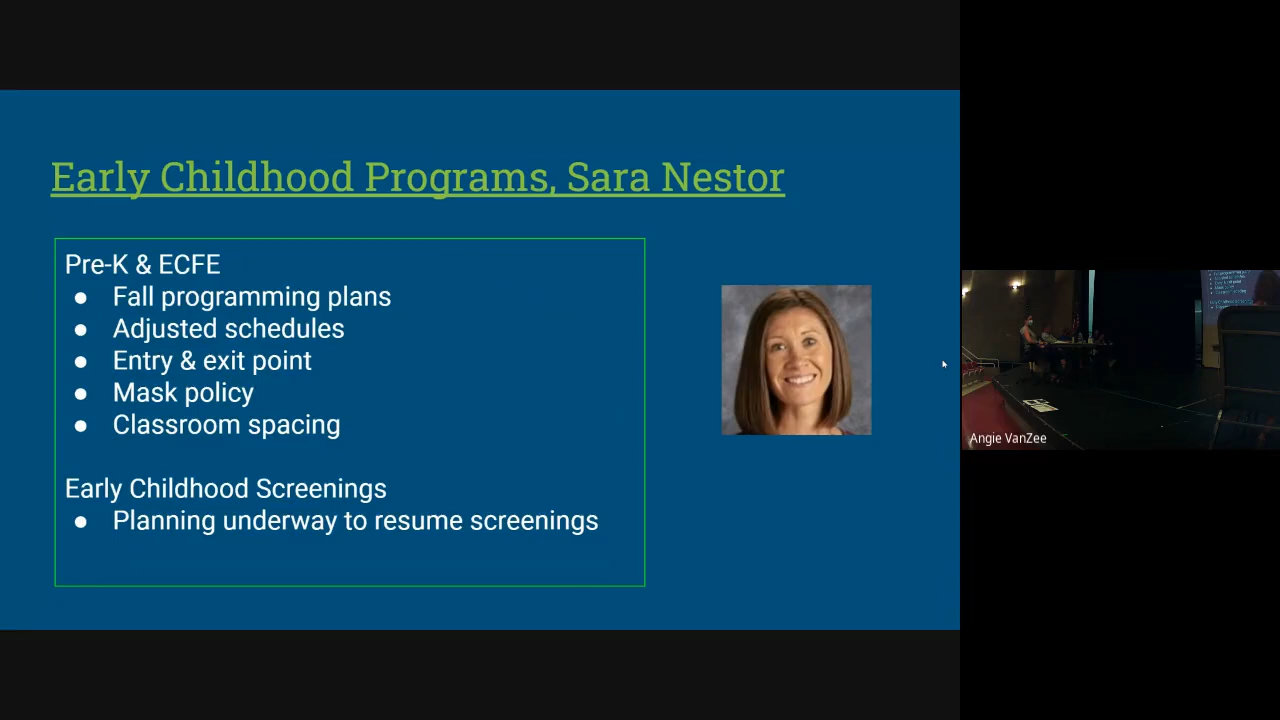 Early Childhood Programs, Sara Nestor
Pre-K & ECFE
● Fall programming plans
● Adjusted schedules
● Entry & exit point
● Mask policy
● Classroom spacing
Early Childhood Screenings
● Planning underway to resume screenings
Angie VanZee